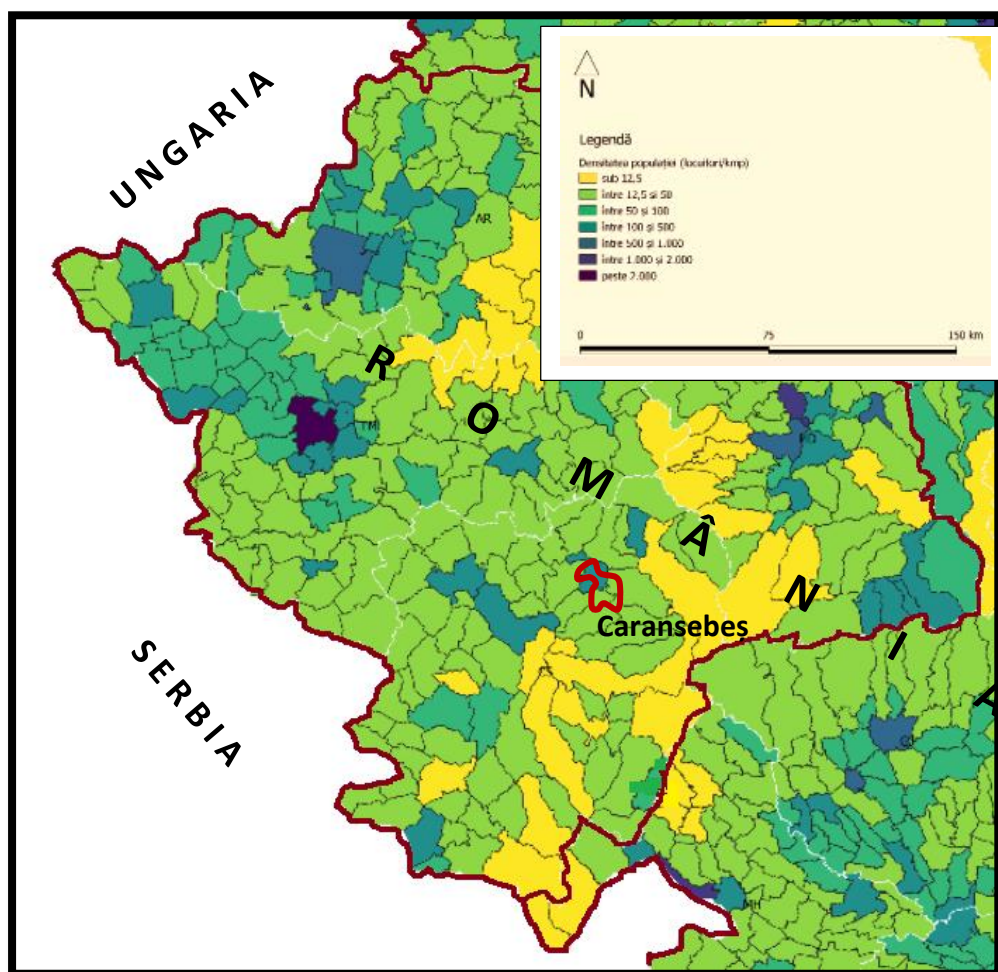 UNGARIA
N
Legendă
Densitatea populației (locuitori/kmp)
sub 12,5
între 12,5 și 50
între 50 și 100
între 100 și 500
între 500 și 1.000
între 1.000 și 2.000
peste 2.000
0 75 150 km
AR
TM
ROMÂNIA
Caransebes
SERBIA
MH